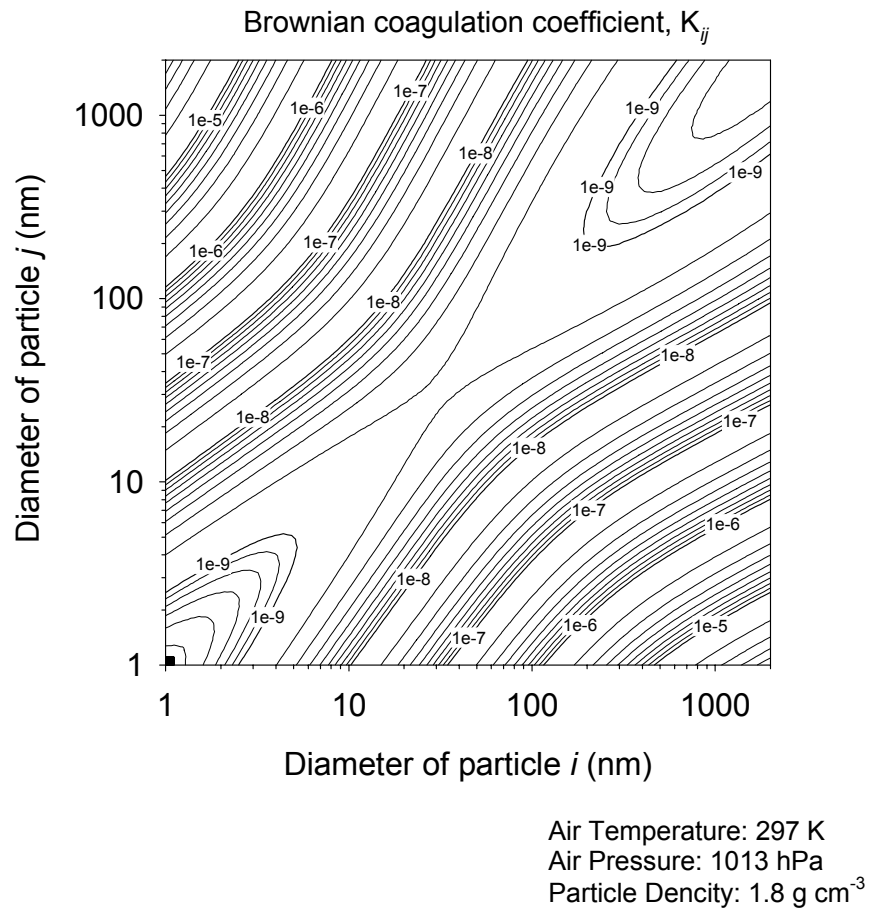 Brownian coagulation coefficient, Kij
1e-5
1e-6
1e-7
1e-9
1000
1e-8
1e-9
1e-9
1e-6
1e-7
1e-9
100
1e-8
1e-7
1e-8
1e-8
1e-7
1e-8
10
1e-7
1e-6
1e-9
1e-8
1e-9
1e-7
1e-6
1e-5
1
1
10
100
1000
Diameter of particle j (nm)
Diameter of particle i (nm)
Air Temperature: 297 K
Air Pressure: 1013 hPa
Particle Dencity: 1.8 g cm-3